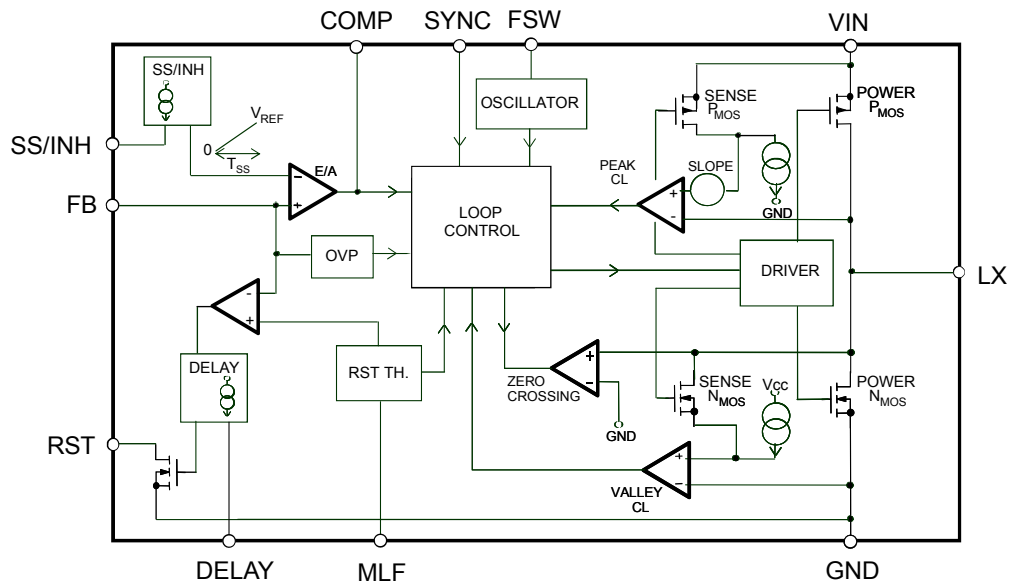 COMP SYNC FSW VIN
SS/INH
V_REF
0
T_SS
OSCILLATOR
SENSE
P_MOS
POWER
P_MOS
SS/INH
E/A
PEAK
CL
SLOPE
+
-
GND
FB
-
+
LOOP
CONTROL
OVP
DRIVER
LX
-
+
DELAY
RST TH.
ZERO
CROSSING
+
-
GND
SENSE
N_MOS
V_CC
POWER
N_MOS
RST
+
-
VALLEY
CL
DELAY MLF GND